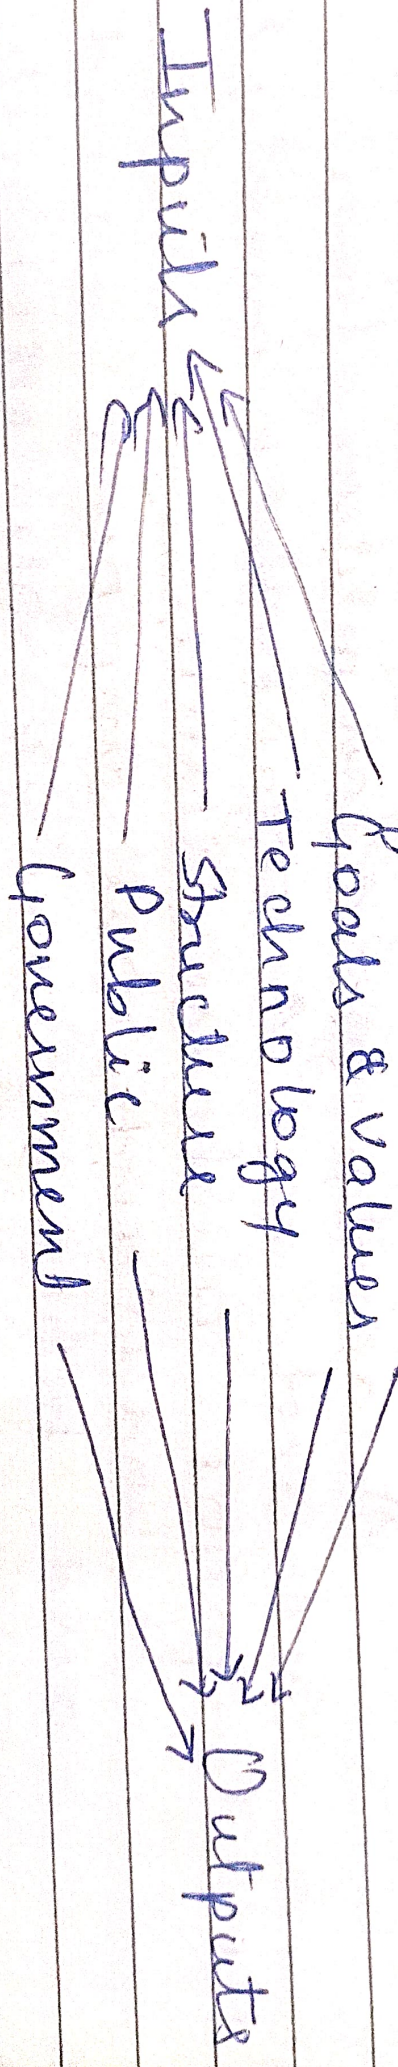 Goals & values
Technology
Inputs
Structure
Outputs
Public
Government